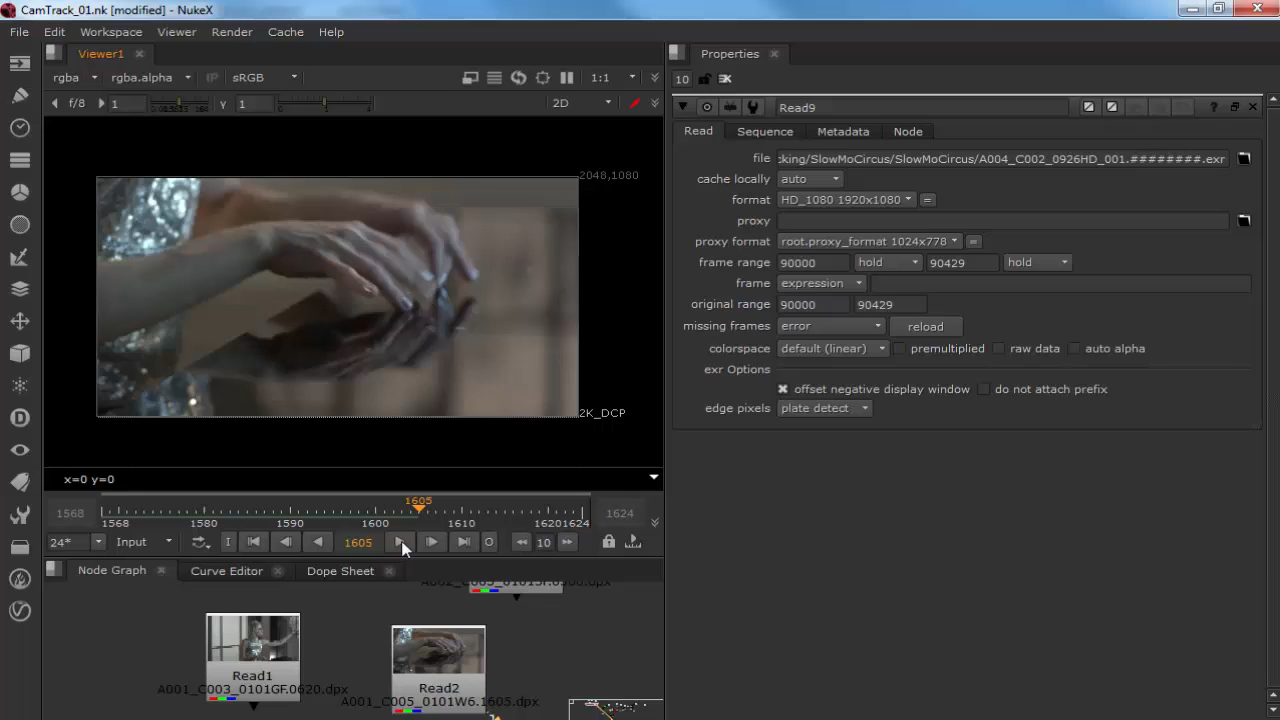 CamTrack_01.nk [modified] - NukeX
File Edit Workspace Viewer Render Cache Help
Viewer1
Properties
rgba rgba.alpha IP sRGB 1:1
10
f/8 1 γ 1 2D
Read9
Read Sequence Metadata Node
file cking/SlowMoCircus/SlowMoCircus/A004_C002_0926HD_001.########.exr
cache locally auto
format HD_1080 1920x1080 =
proxy
proxy format root.proxy_format 1024x778 =
frame range 90000 hold 90429 hold
frame expression
original range 90000 90429
missing frames error reload
colorspace default (linear) premultiplied raw data auto alpha
exr Options
offset negative display window do not attach prefix
edge pixels plate detect
2048,1080
2K_DCP
x=0 y=0
1605
1568 1568 1580 1590 1600 1610 1620 1624 1624
24* Input I 1605 O 10
Node Graph Curve Editor Dope Sheet
Read1
A001_C003_0101GF.0620.dpx
Read2
A001_C005_0101W6.1605.dpx